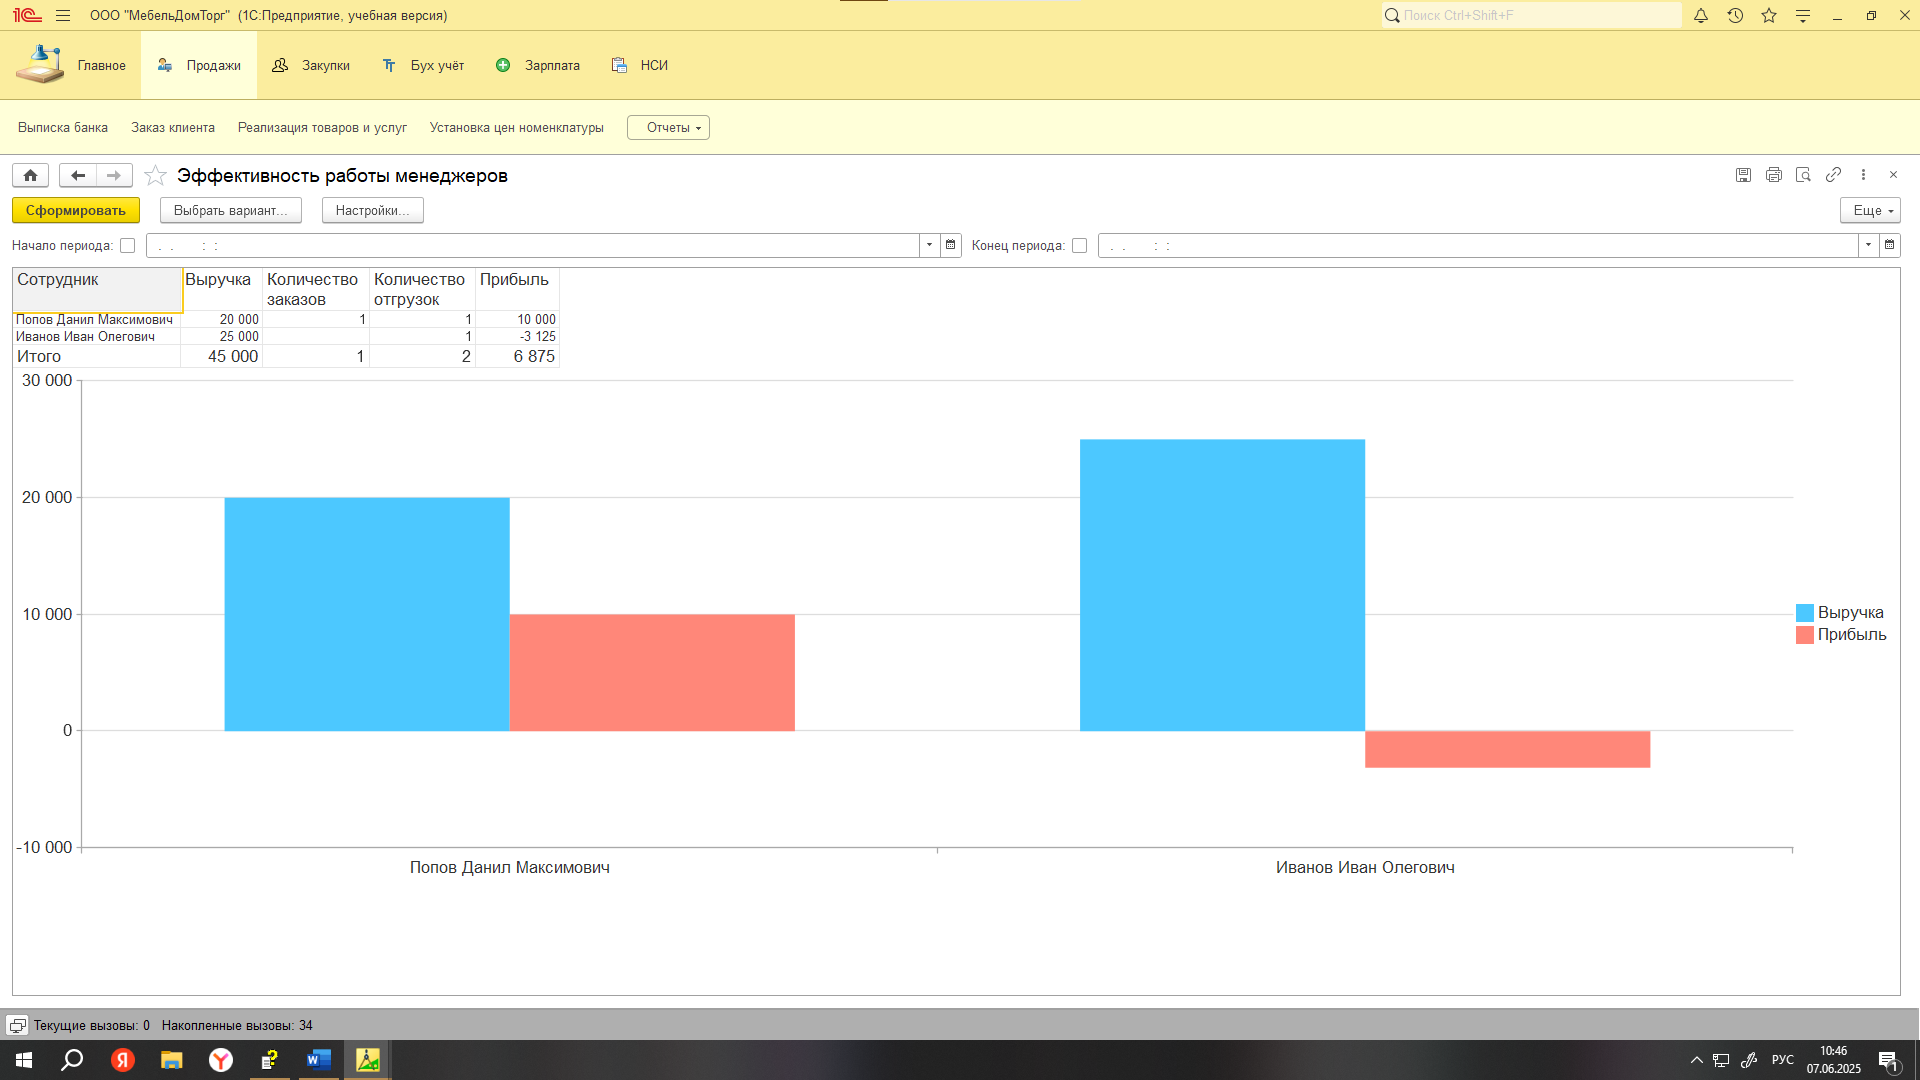 1С ООО "МебельДомТорг" (1С:Предприятие, учебная версия) Поиск Ctrl+Shift+F
Главное Продажи Закупки Бух учёт Зарплата НСИ
Выписка банка Заказ клиента Реализация товаров и услуг Установка цен номенклатуры Отчеты
Эффективность работы менеджеров
Сформировать Выбрать вариант... Настройки... Еще
Начало периода: . . : : Конец периода: . . : :
Сотрудник Выручка Количество заказов Количество отгрузок Прибыль
Попов Данил Максимович 20 000 1 1 10 000
Иванов Иван Олегович 25 000 1 -3 125
Итого 45 000 1 2 6 875
30 000
20 000
10 000
0
-10 000
Попов Данил Максимович Иванов Иван Олегович
Выручка
Прибыль
Текущие вызовы: 0 Накопленные вызовы: 34
РУС 10:46
07.06.2025 1